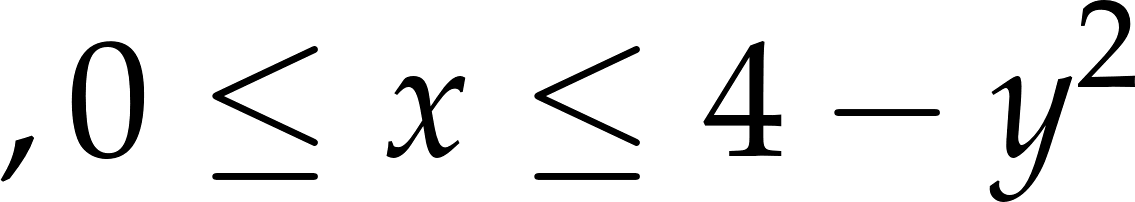 , 0 ≤ x ≤ 4 − y²